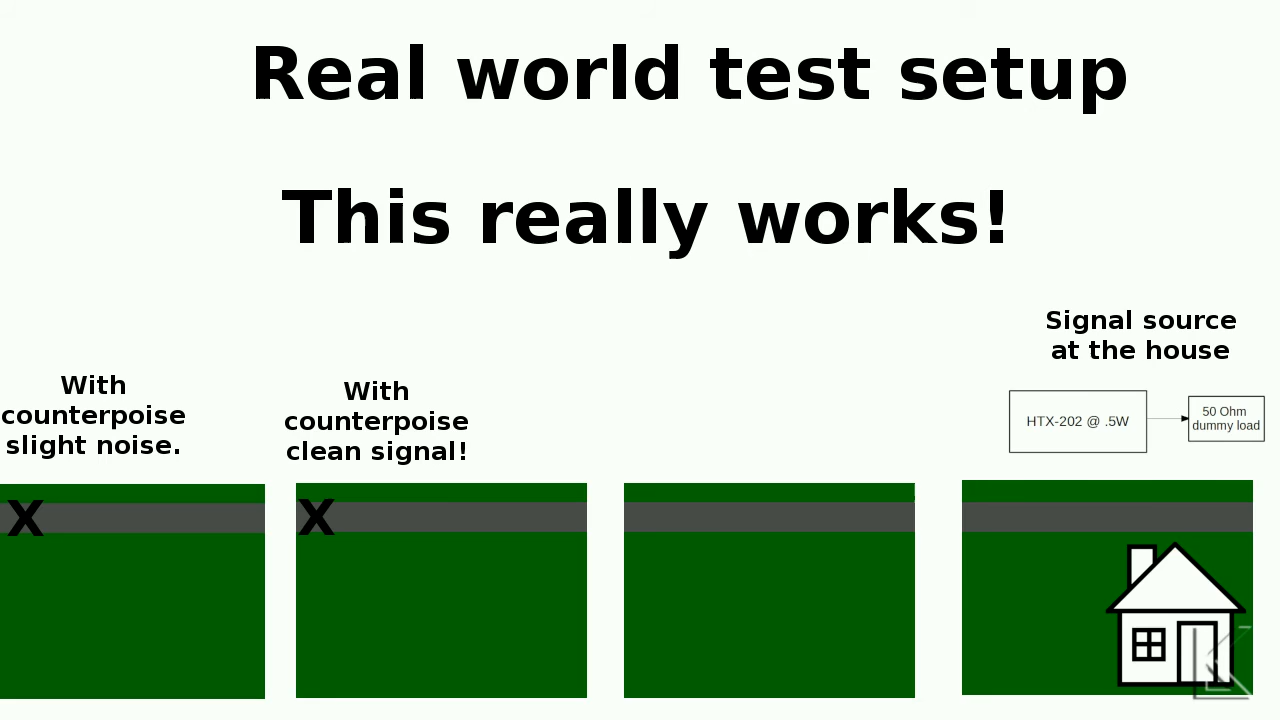 Real world test setup
This really works!
Signal source
at the house
With
counterpoise
slight noise.
With
counterpoise
clean signal!
HTX-202 @ .5W
50 Ohm
dummy load
X
X